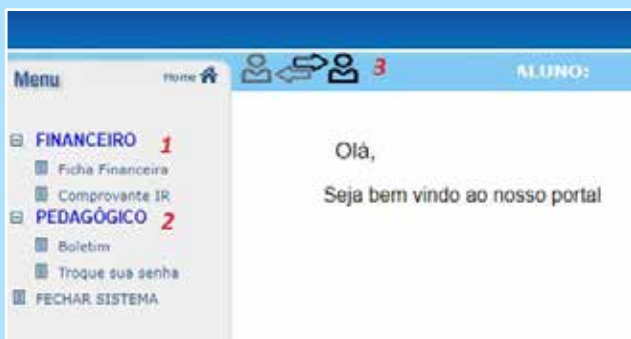 Menu Home
3 ALUNO:
FINANCEIRO 1
Ficha Financeira
Comprovante IR
PEDAGÓGICO 2
Boletim
Troque sua senha
FECHAR SISTEMA
Olá,
Seja bem vindo ao nosso portal